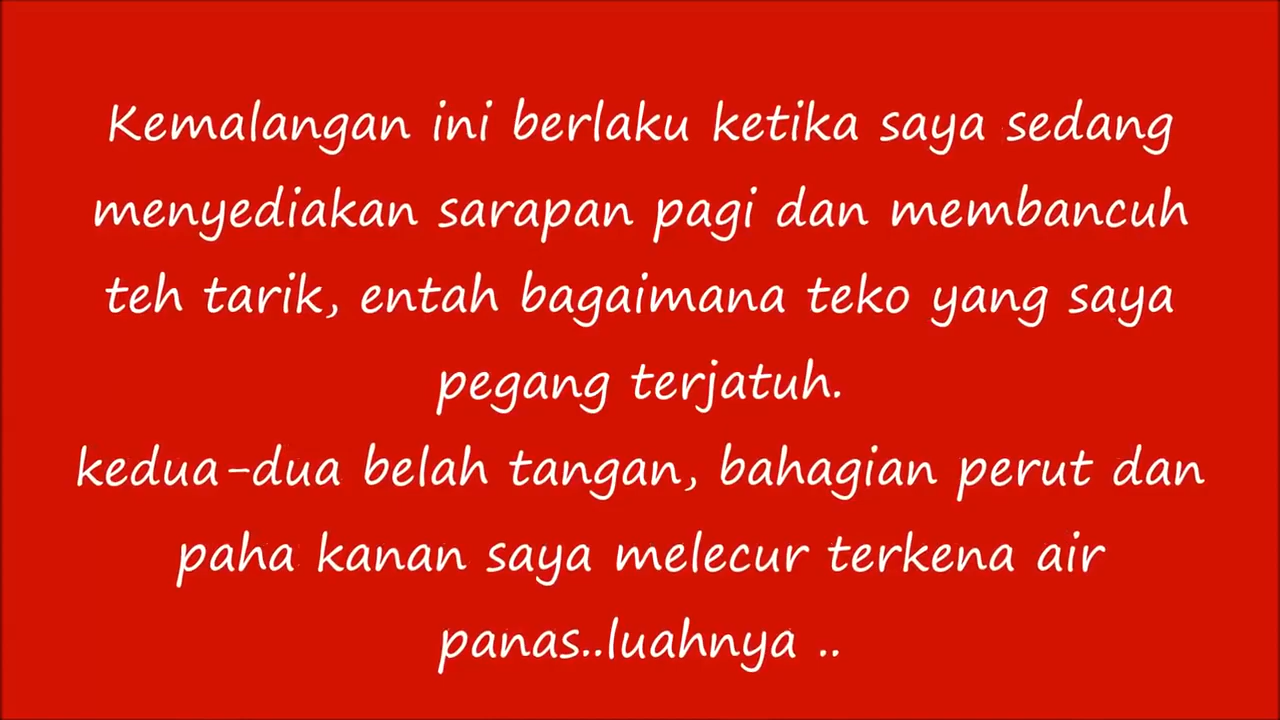 Kemalangan ini berlaku ketika saya sedang
menyediakan sarapan pagi dan membancuh
teh tarik, entah bagaimana teko yang saya
pegang terjatuh.
kedua-dua belah tangan, bahagian perut dan
paha kanan saya melecur terkena air
panas..luahnya ..